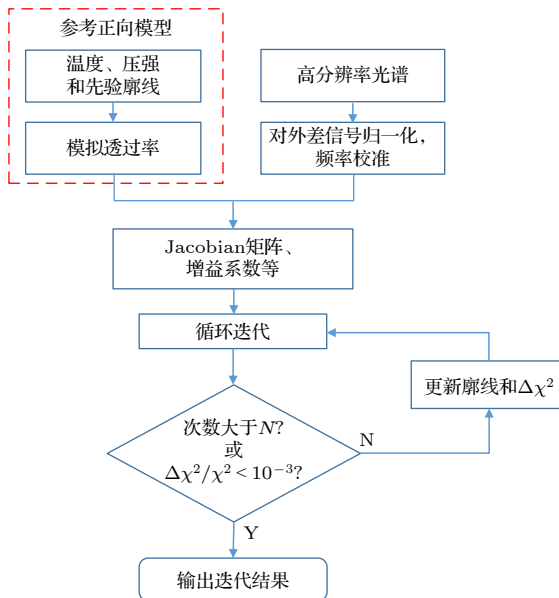 参考正向模型
温度、压强
和先验廓线
模拟透过率
高分辨率光谱
对外差信号归一化，
频率校准
Jacobian矩阵、
增益系数等
循环迭代
更新廓线和Δχ²
次数大于N?
或
Δχ²/χ² < 10⁻³?
N
Y
输出迭代结果